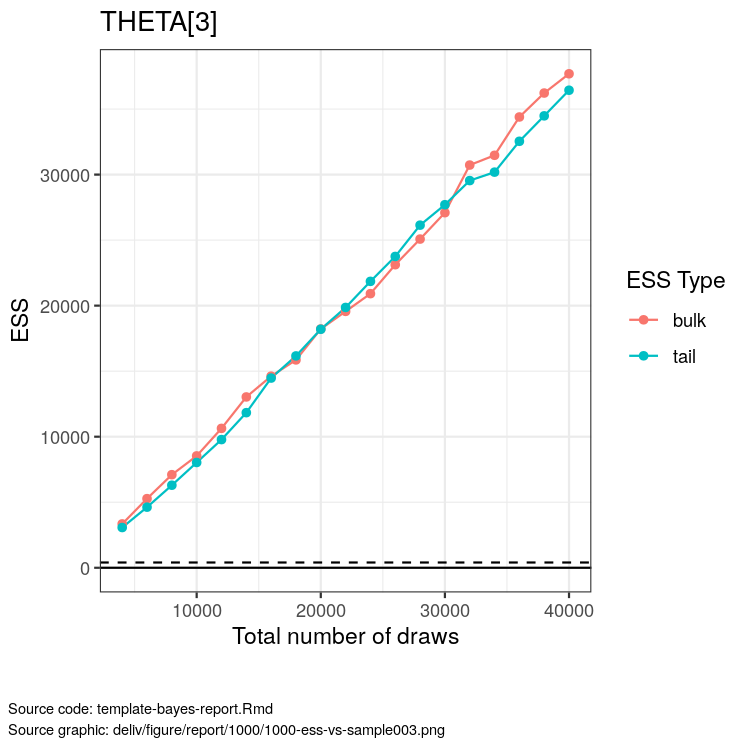 THETA[3]
ESS
30000
20000
10000
0
10000 20000 30000 40000
Total number of draws
ESS Type
bulk
tail
Source code: template-bayes-report.Rmd
Source graphic: deliv/figure/report/1000/1000-ess-vs-sample003.png